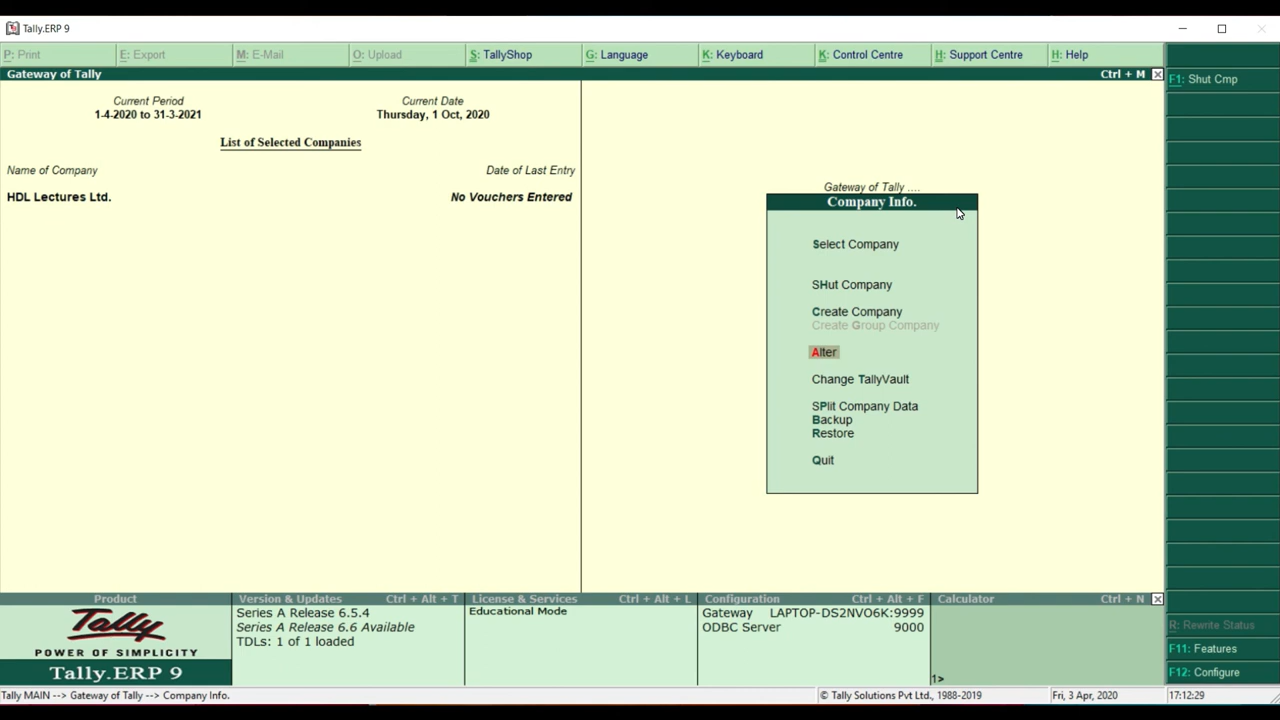 Tally.ERP 9
P: Print
E: Export
M: E-Mail
O: Upload
S: TallyShop
G: Language
K: Keyboard
K: Control Centre
H: Support Centre
H: Help
Gateway of Tally
Ctrl + M
F1: Shut Cmp
Current Period
1-4-2020 to 31-3-2021
Current Date
Thursday, 1 Oct, 2020
List of Selected Companies
Name of Company
Date of Last Entry
HDL Lectures Ltd.
No Vouchers Entered
Gateway of Tally ....
Company Info.
Select Company
SHut Company
Create Company
Create Group Company
Alter
Change TallyVault
SPlit Company Data
Backup
Restore
Quit
Product
Tally
POWER OF SIMPLICITY
Tally.ERP 9
Version & Updates Ctrl + Alt + T
Series A Release 6.5.4
Series A Release 6.6 Available
TDLs: 1 of 1 loaded
License & Services Ctrl + Alt + L
Educational Mode
Configuration Ctrl + Alt + F
Gateway LAPTOP-DS2NVO6K:9999
ODBC Server 9000
Calculator Ctrl + N
1>
R: Rewrite Status
F11: Features
F12: Configure
Tally MAIN --> Gateway of Tally --> Company Info.
© Tally Solutions Pvt Ltd., 1988-2019
Fri, 3 Apr, 2020
17:12:29